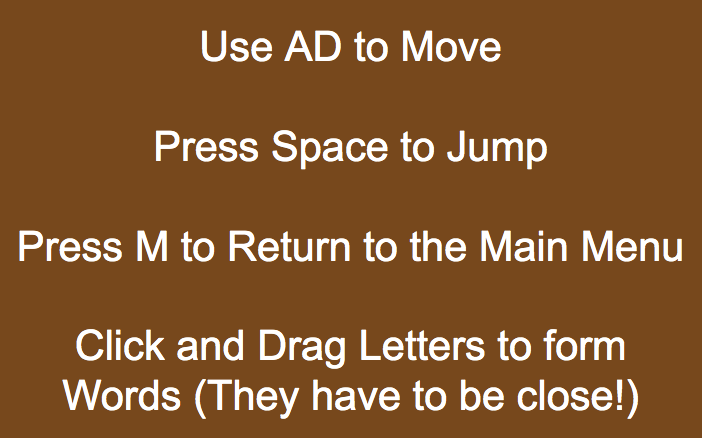 Use AD to Move
Press Space to Jump
Press M to Return to the Main Menu
Click and Drag Letters to form
Words (They have to be close!)